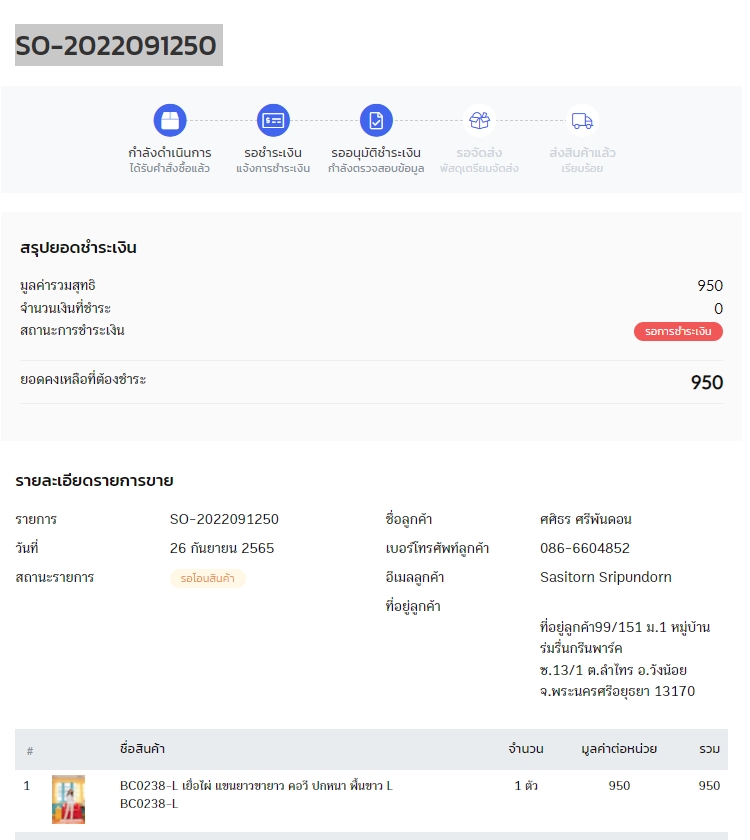 SO-2022091250
กำลังดำเนินการ รอชำระเงิน รออนุมัติชำระเงิน รอจัดส่ง ส่งสินค้าแล้ว
ได้รับคำสั่งซื้อแล้ว แจ้งการชำระเงิน กำลังตรวจสอบข้อมูล พัสดุเตรียมจัดส่ง เรียบร้อย
สรุปยอดชำระเงิน
มูลค่ารวมสุทธิ 950
จำนวนเงินที่ชำระ 0
สถานะการชำระเงิน รอการชำระเงิน
ยอดคงเหลือที่ต้องชำระ 950
รายละเอียดรายการขาย
รายการ SO-2022091250 ชื่อลูกค้า ศศิธร ศรีพันดอน
วันที่ 26 กันยายน 2565 เบอร์โทรศัพท์ลูกค้า 086-6604852
สถานะรายการ รอโอนสินค้า อีเมลลูกค้า Sasitorn Sripundorn
ที่อยู่ลูกค้า
ที่อยู่ลูกค้า99/151 ม.1 หมู่บ้าน
ร่มรื่นกรีนพาร์ค
ซ.13/1 ต.ลำไทร อ.วังน้อย
จ.พระนครศรีอยุธยา 13170
# ชื่อสินค้า จำนวน มูลค่าต่อหน่วย รวม
1 BC0238-L เยื่อไผ่ แขนยาวขายาว คอวี ปกหนา พื้นขาว L 1 ตัว 950 950
BC0238-L